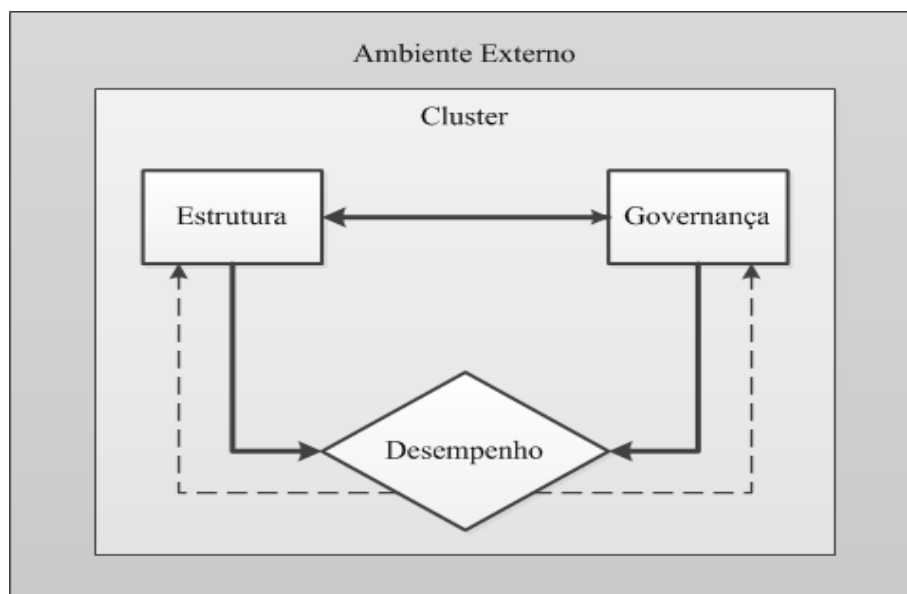 Ambiente Externo
Cluster
Estrutura
Governança
Desempenho